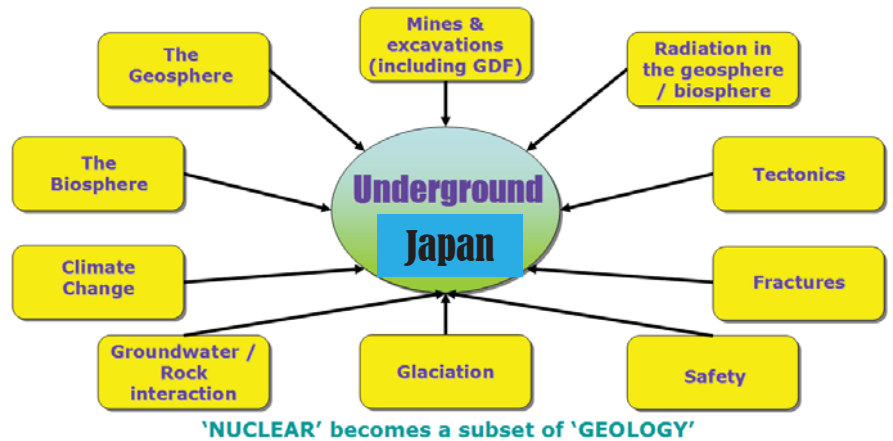 Mines &
excavations
(including GDF)
The
Geosphere
Radiation in
the geosphere
/ biosphere
The
Biosphere
Underground
Japan
Tectonics
Climate
Change
Fractures
Groundwater /
Rock
interaction
Glaciation
Safety
‘NUCLEAR’ becomes a subset of ‘GEOLOGY’